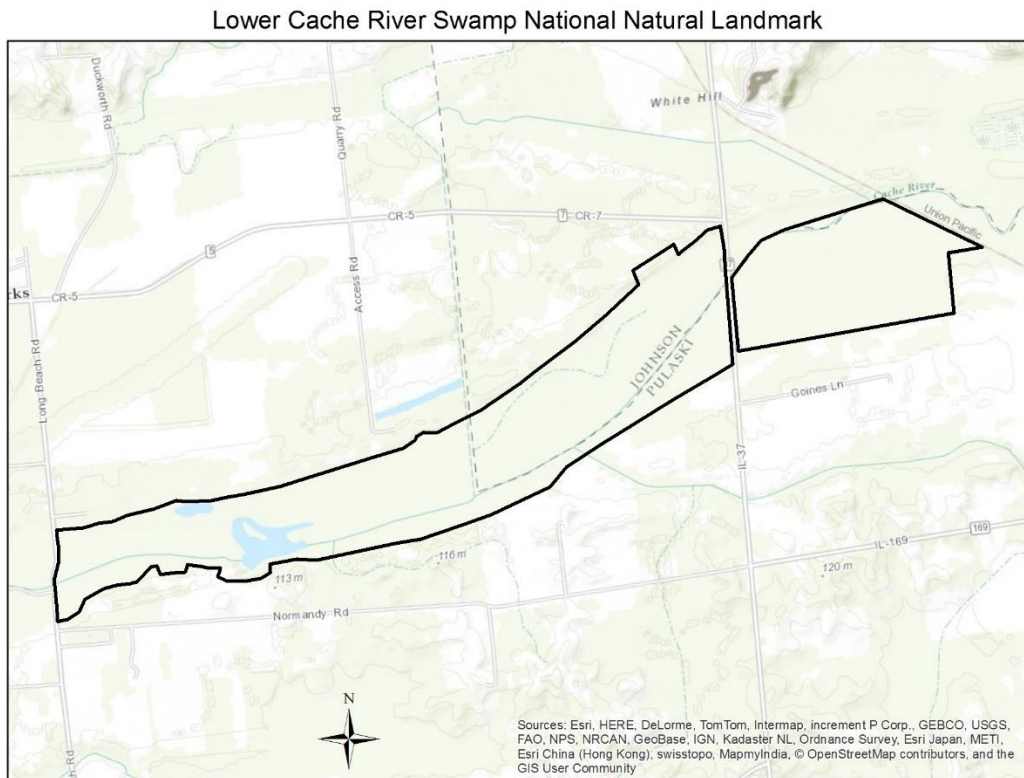 Lower Cache River Swamp National Natural Landmark
Duckworth Rd
Quarry Rd
White Hill
Cache River
Union Pacific
CR-5
7
CR-7
5
7
rks
CR-5
Access Rd
Long Beach Rd
JOHNSON
PULASKI
Goines Ln
IL-37
169
IL-169
116 m
113 m
120 m
Normandy Rd
h Rd
N
Sources: Esri, HERE, DeLorme, TomTom, Intermap, increment P Corp., GEBCO, USGS,
FAO, NPS, NRCAN, GeoBase, IGN, Kadaster NL, Ordnance Survey, Esri Japan, METI,
Esri China (Hong Kong), swisstopo, MapmyIndia, © OpenStreetMap contributors, and the
GIS User Community